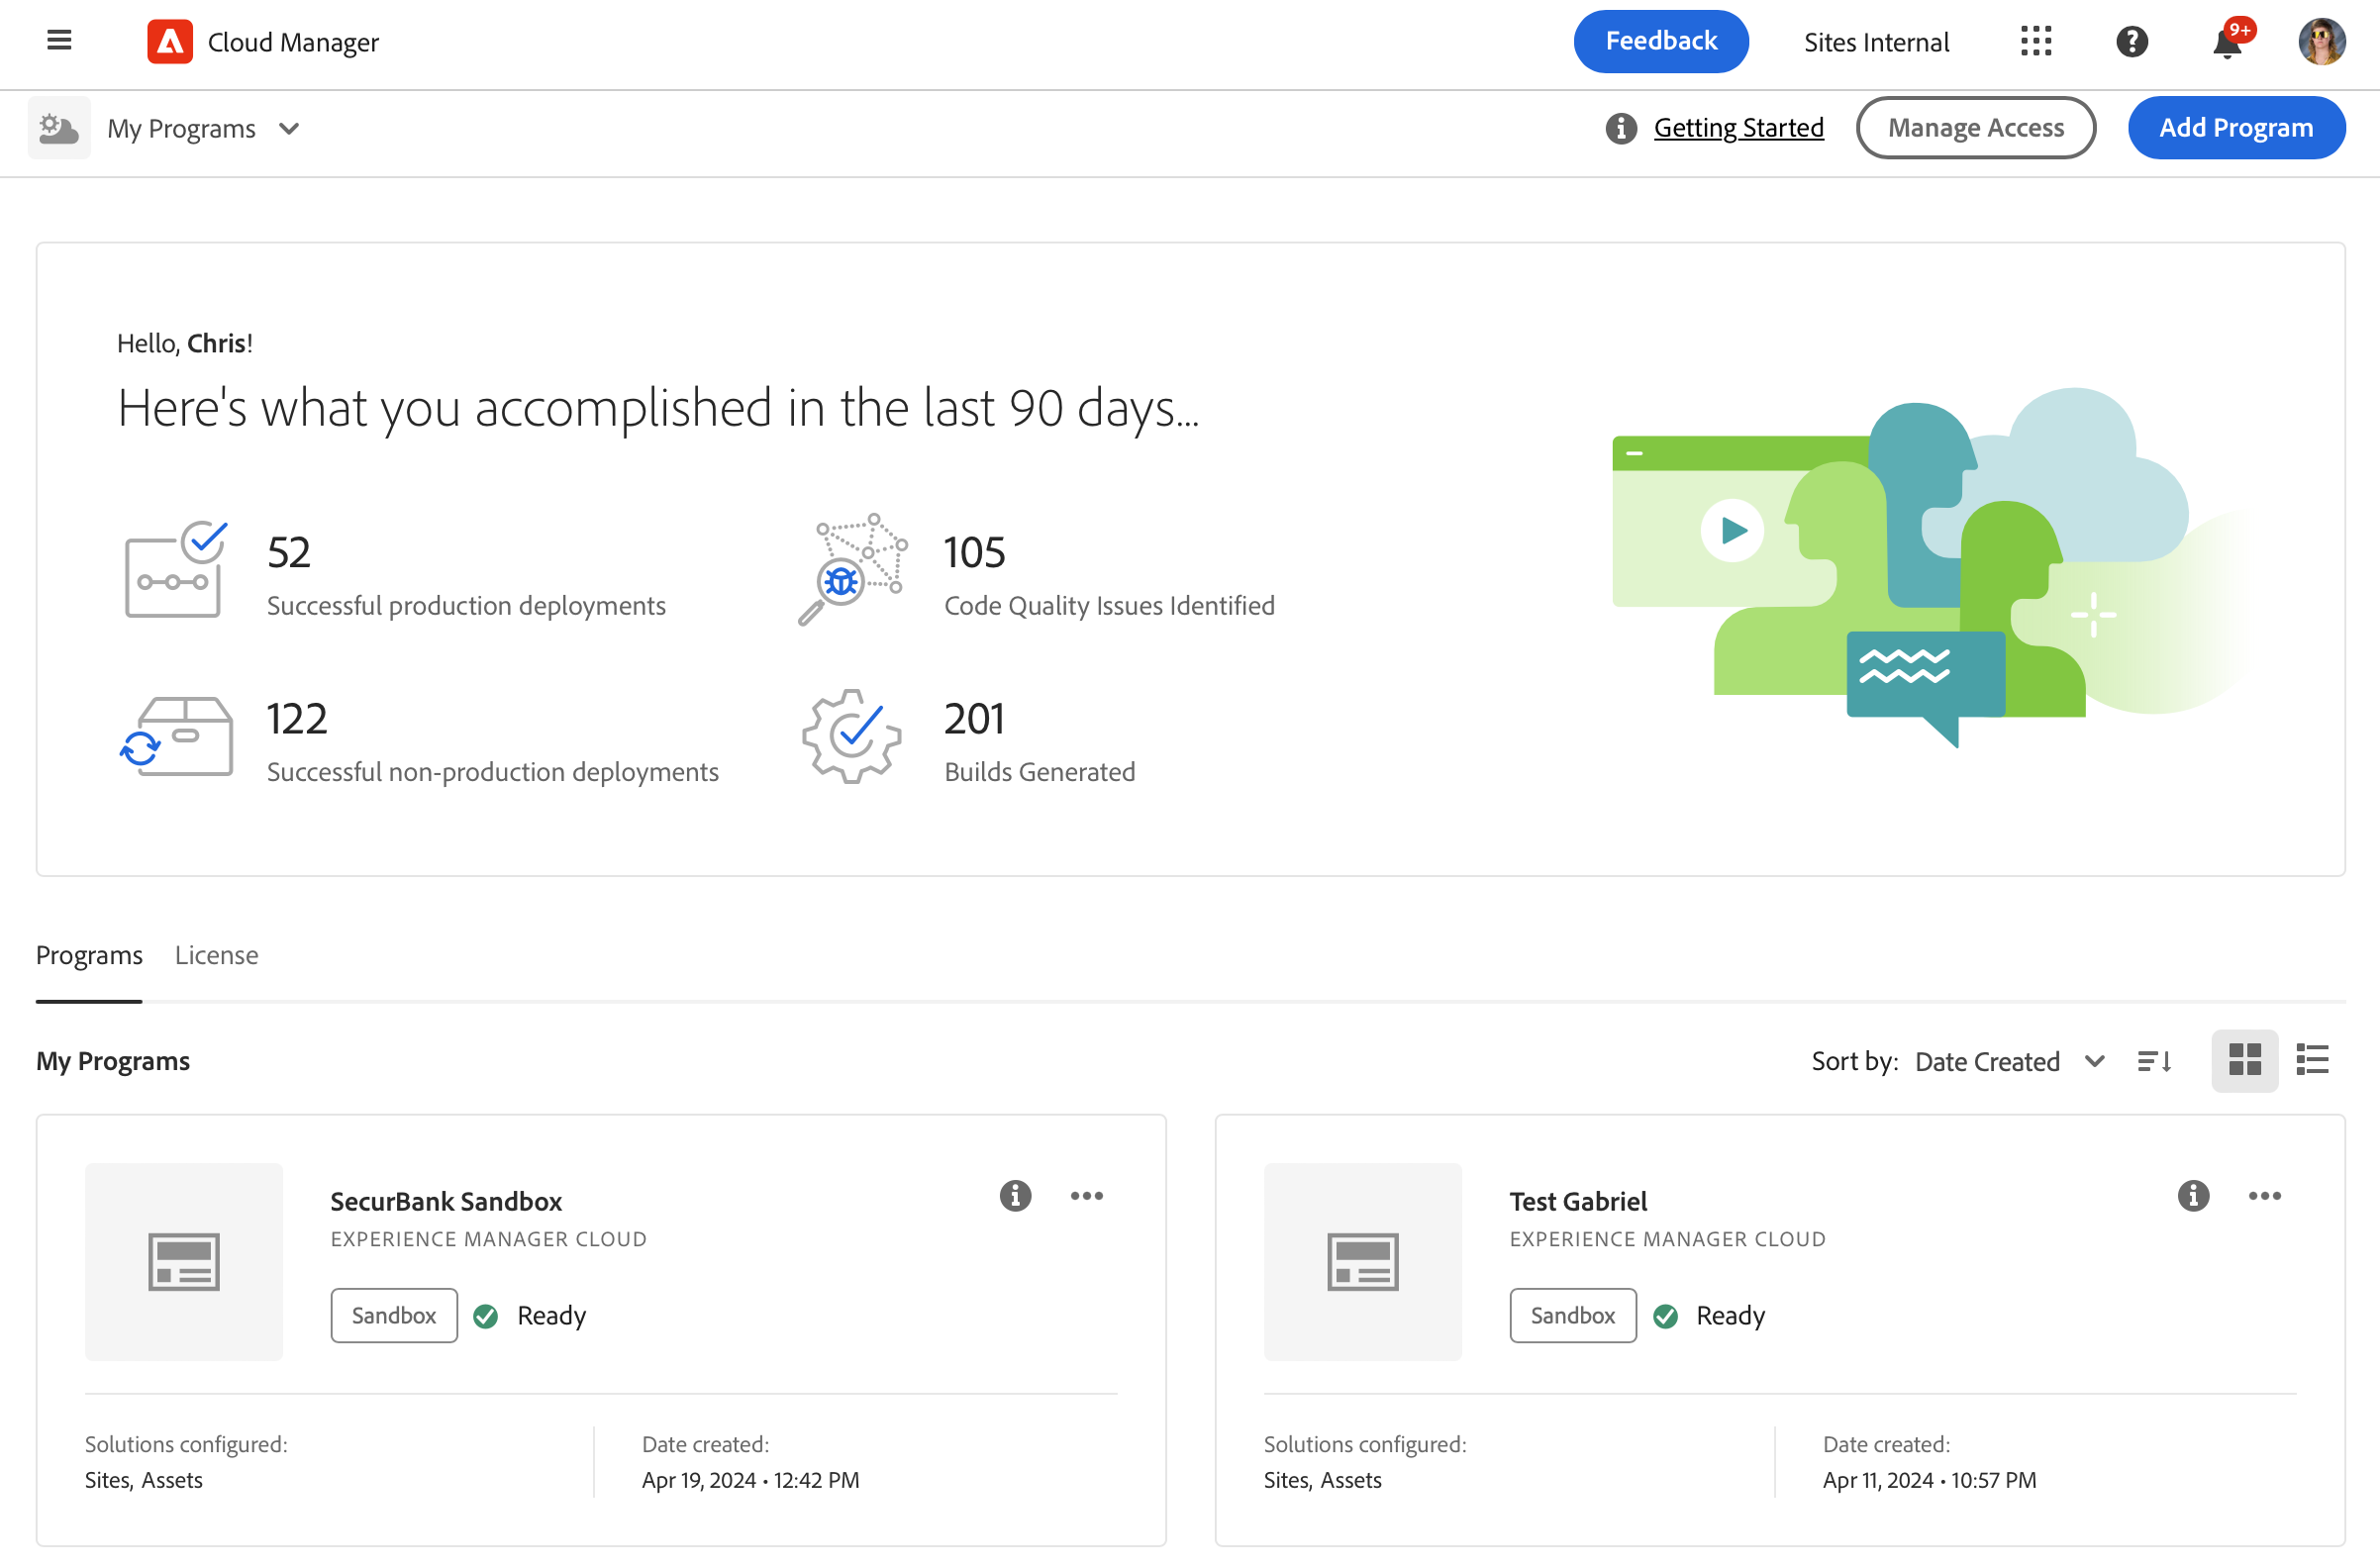 Cloud Manager
Feedback
Sites Internal
9+
My Programs
Getting Started
Manage Access
Add Program
Hello, Chris!
Here's what you accomplished in the last 90 days...
52
Successful production deployments
105
Code Quality Issues Identified
122
Successful non-production deployments
201
Builds Generated
Programs
License
My Programs
Sort by: Date Created
SecurBank Sandbox
EXPERIENCE MANAGER CLOUD
Sandbox
Ready
Solutions configured:
Sites, Assets
Date created:
Apr 19, 2024 • 12:42 PM
Test Gabriel
EXPERIENCE MANAGER CLOUD
Sandbox
Ready
Solutions configured:
Sites, Assets
Date created:
Apr 11, 2024 • 10:57 PM